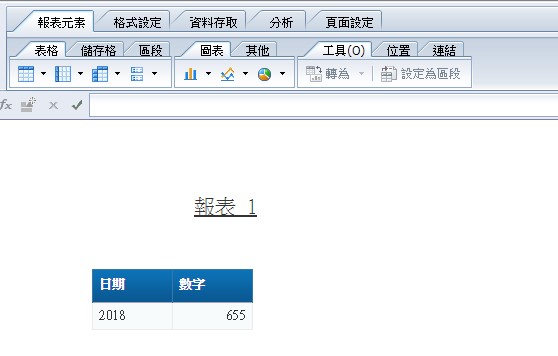 報表元素 格式設定 資料存取 分析 頁面設定
表格 儲存格 區段 圖表 其他 工具(O) 位置 連結
轉為 設定為區段
fx
報表 1
日期 數字
2018 655